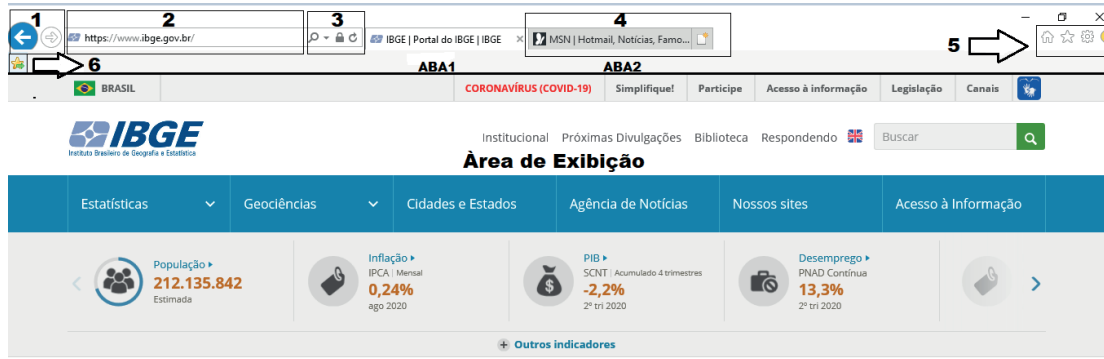 1 2 3 4
https://www.ibge.gov.br/ IBGE | Portal do IBGE | IBGE MSN | Hotmail, Notícias, Famo... 5
6 ABA1 ABA2
BRASIL CORONAVÍRUS (COVID-19) Simplifique! Participe Acesso à informação Legislação Canais
IBGE Institucional Próximas Divulgações Biblioteca Respondendo Buscar
Instituto Brasileiro de Geografia e Estatística
Àrea de Exibição
Estatísticas Geociências Cidades e Estados Agência de Notícias Nossos sites Acesso à Informação
População Inflação PIB Desemprego
212.135.842 IPCA | Mensal SCNT | Acumulado 4 trimestres PNAD Contínua
Estimada 0,24% -2,2% 13,3%
ago 2020 2º tri 2020 2º tri 2020
Outros indicadores